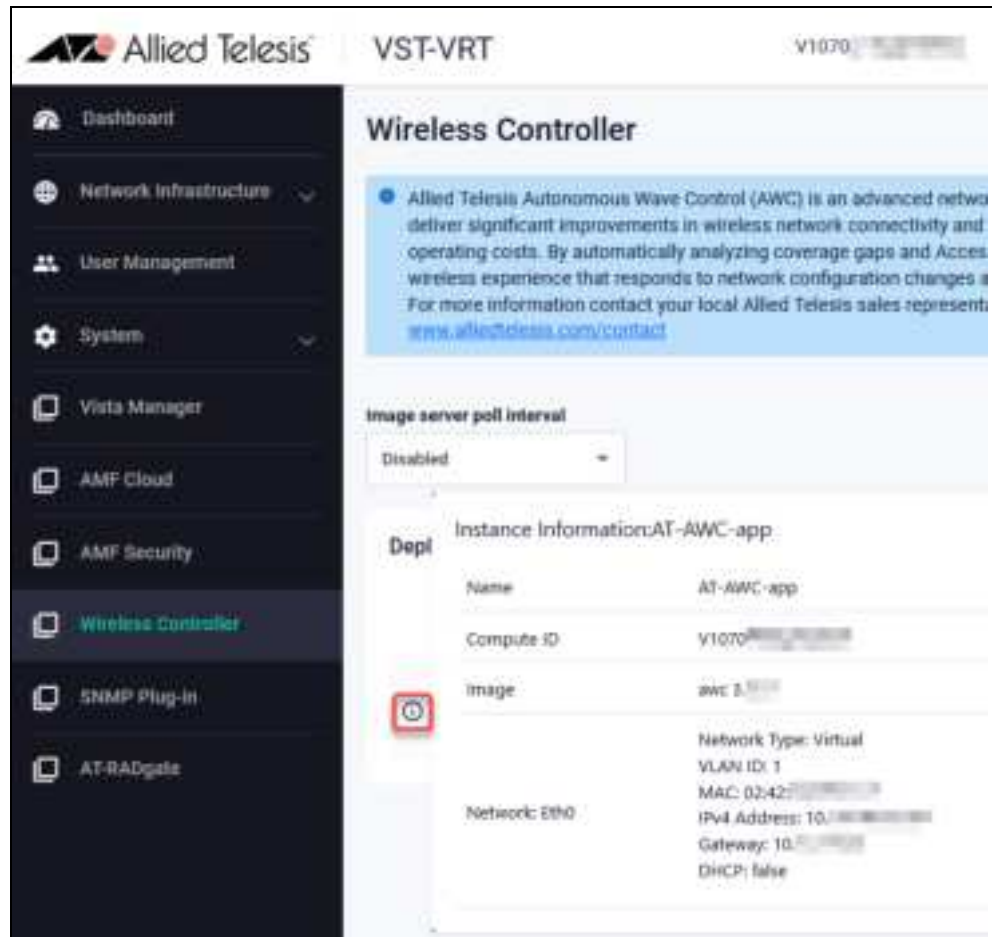 Allied Telesis
VST-VRT
V1070
Dashboard
Network Infrastructure
User Management
System
Vista Manager
AMF Cloud
AMF Security
Wireless Controller
SNMP Plug-in
AT-RADgate
Wireless Controller
Allied Telesis Autonomous Wave Control (AWC) is an advanced netwo
deliver significant improvements in wireless network connectivity and
operating costs. By automatically analyzing coverage gaps and Acces
wireless experience that responds to network configuration changes a
For more information contact your local Allied Telesis sales represent
www.alliedtelesis.com/contact
Image server poll interval
Disabled
Depl
Instance Information:AT-AWC-app
Name AT-AWC-app
Compute ID V1070
Image awc 3.
Network: Eth0
Network Type: Virtual
VLAN ID: 1
MAC: 02:42:
IPv4 Address: 10.
Gateway: 10.
DHCP: false